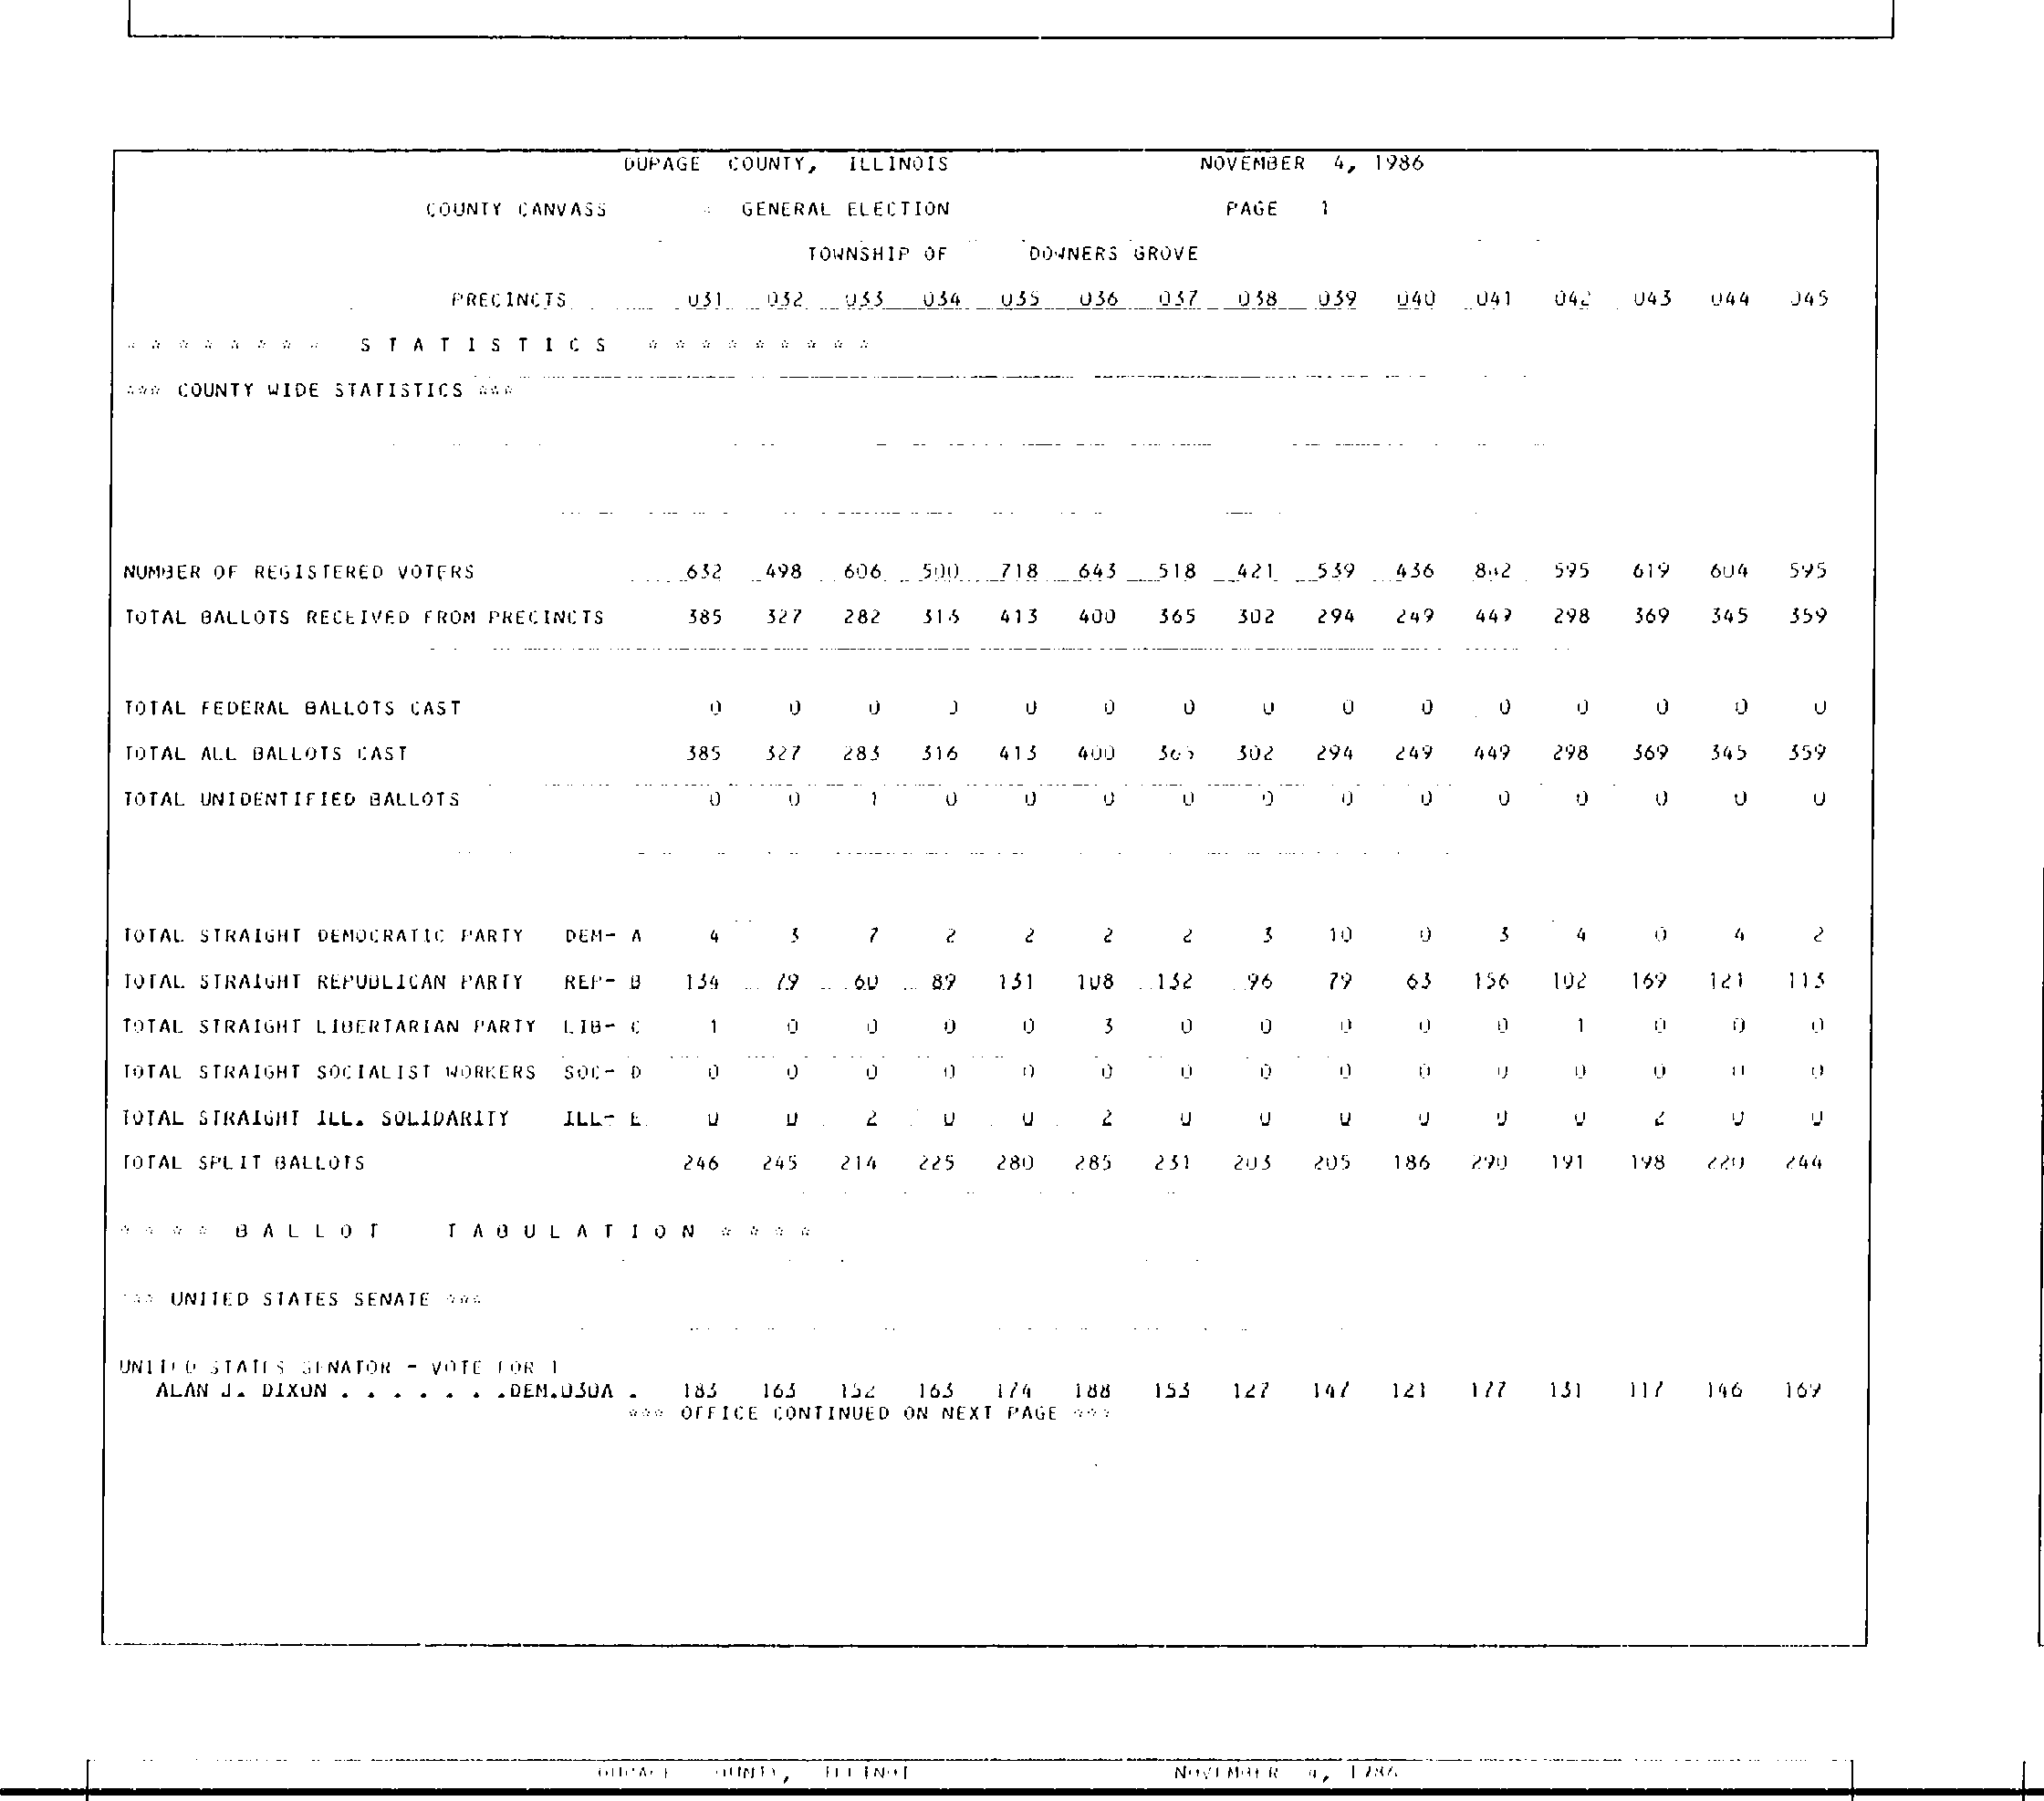 DUPAGE COUNTY, ILLINOIS NOVEMBER 4, 1986
COUNTY CANVASS * GENERAL ELECTION PAGE 1
TOWNSHIP OF DOWNERS GROVE
PRECINCTS 031 032 033 034 035 036 037 038 039 040 041 042 043 044 045
* * * * * * * * S T A T I S T I C S * * * * * * * * *
*** COUNTY WIDE STATISTICS ***
NUMBER OF REGISTERED VOTERS 632 498 606 500 718 643 518 421 539 436 595 619 604 595
TOTAL BALLOTS RECEIVED FROM PRECINCTS 385 327 282 316 413 400 365 302 294 249 449 298 369 345 359
TOTAL FEDERAL BALLOTS CAST 0 0 0 0 0 0 0 0 0 0 0 0 0 0 0
TOTAL ALL BALLOTS CAST 385 327 283 316 413 400 365 302 294 249 449 298 369 345 359
TOTAL UNIDENTIFIED BALLOTS 0 0 1 0 0 0 0 0 0 0 0 0 0 0 0
TOTAL STRAIGHT DEMOCRATIC PARTY DEM- A 4 3 7 2 2 2 2 3 10 0 3 4 0 4 2
TOTAL STRAIGHT REPUBLICAN PARTY REP- B 134 79 60 89 131 108 132 96 79 63 156 102 169 121 113
TOTAL STRAIGHT LIBERTARIAN PARTY LIB- C 1 0 0 0 0 3 0 0 0 0 0 1 0 0 0
TOTAL STRAIGHT SOCIALIST WORKERS SOC- D 0 0 0 0 0 0 0 0 0 0 0 0 0 0 0
TOTAL STRAIGHT ILL. SOLIDARITY ILL- E 0 0 2 0 0 2 0 0 0 0 0 0 2 0 0
TOTAL SPLIT BALLOTS 246 245 214 225 280 285 231 203 205 186 290 191 198 220 244
* * * * B A L L O T T A B U L A T I O N * * * *
*** UNITED STATES SENATE ***
UNITED STATES SENATOR - VOTE FOR 1
ALAN J. DIXON . . . . . . .DEM.030A . 183 163 152 163 174 188 153 127 147 121 177 131 117 146 169
*** OFFICE CONTINUED ON NEXT PAGE ***
DUPAGE COUNTY, ILLINOI NOVEMBER 4, 1986